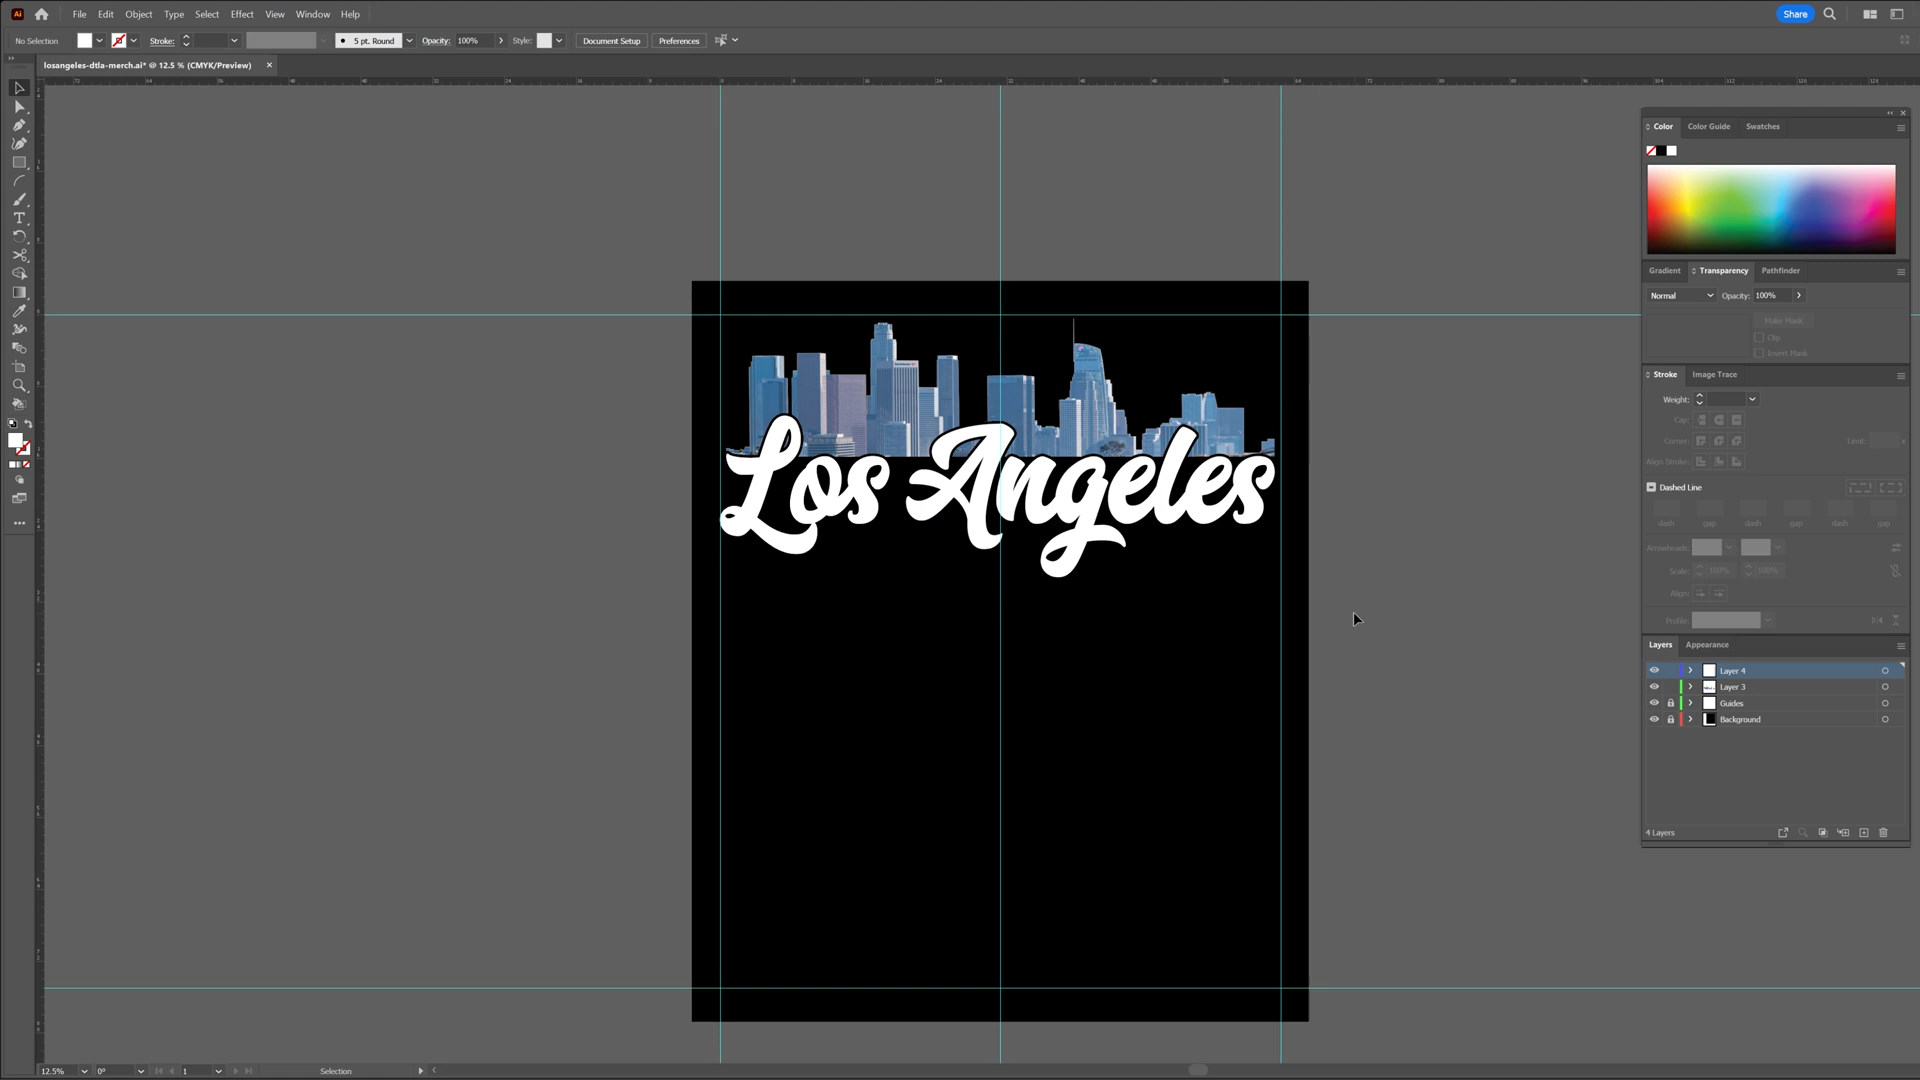 Ai File Edit Object Type Select Effect View Window Help Share
No Selection Stroke: 5 pt. Round Opacity: 100% Style: Document Setup Preferences
losangeles-dtla-merch.ai* @ 12.5 % (CMYK/Preview)
Color Color Guide Swatches
Gradient Transparency Pathfinder
Normal Opacity: 100%
Make Mask
Clip
Invert Mask
Stroke Image Trace
Weight:
Cap:
Corner: Limit:
Align Stroke:
Dashed Line
dash gap dash gap dash gap
Arrowheads:
Scale: 100% 100%
Align:
Profile:
Layers Appearance
Layer 4
Layer 3
Guides
Background
4 Layers
Los Angeles
12.5% 0° 1 Selection